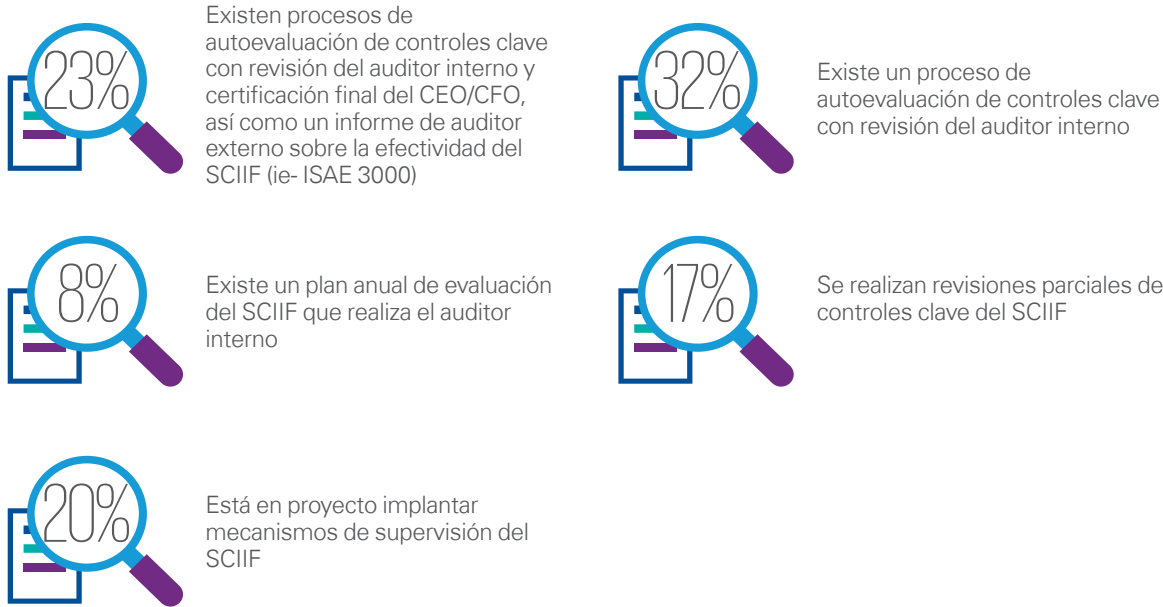 23%
Existen procesos de
autoevaluación de controles clave
con revisión del auditor interno y
certificación final del CEO/CFO,
así como un informe de auditor
externo sobre la efectividad del
SCIIF (ie- ISAE 3000)
32%
Existe un proceso de
autoevaluación de controles clave
con revisión del auditor interno
8%
Existe un plan anual de evaluación
del SCIIF que realiza el auditor
interno
17%
Se realizan revisiones parciales de
controles clave del SCIIF
20%
Está en proyecto implantar
mecanismos de supervisión del
SCIIF